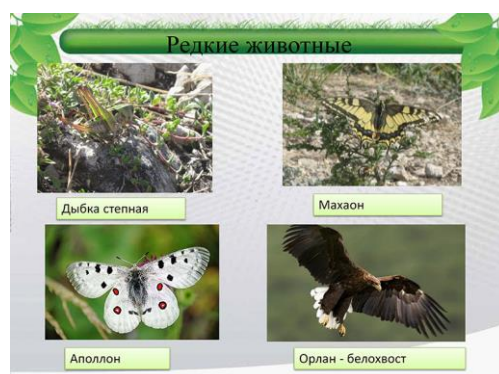 Редкие животные
Дыбка степная
Махаон
Аполлон
Орлан - белохвост